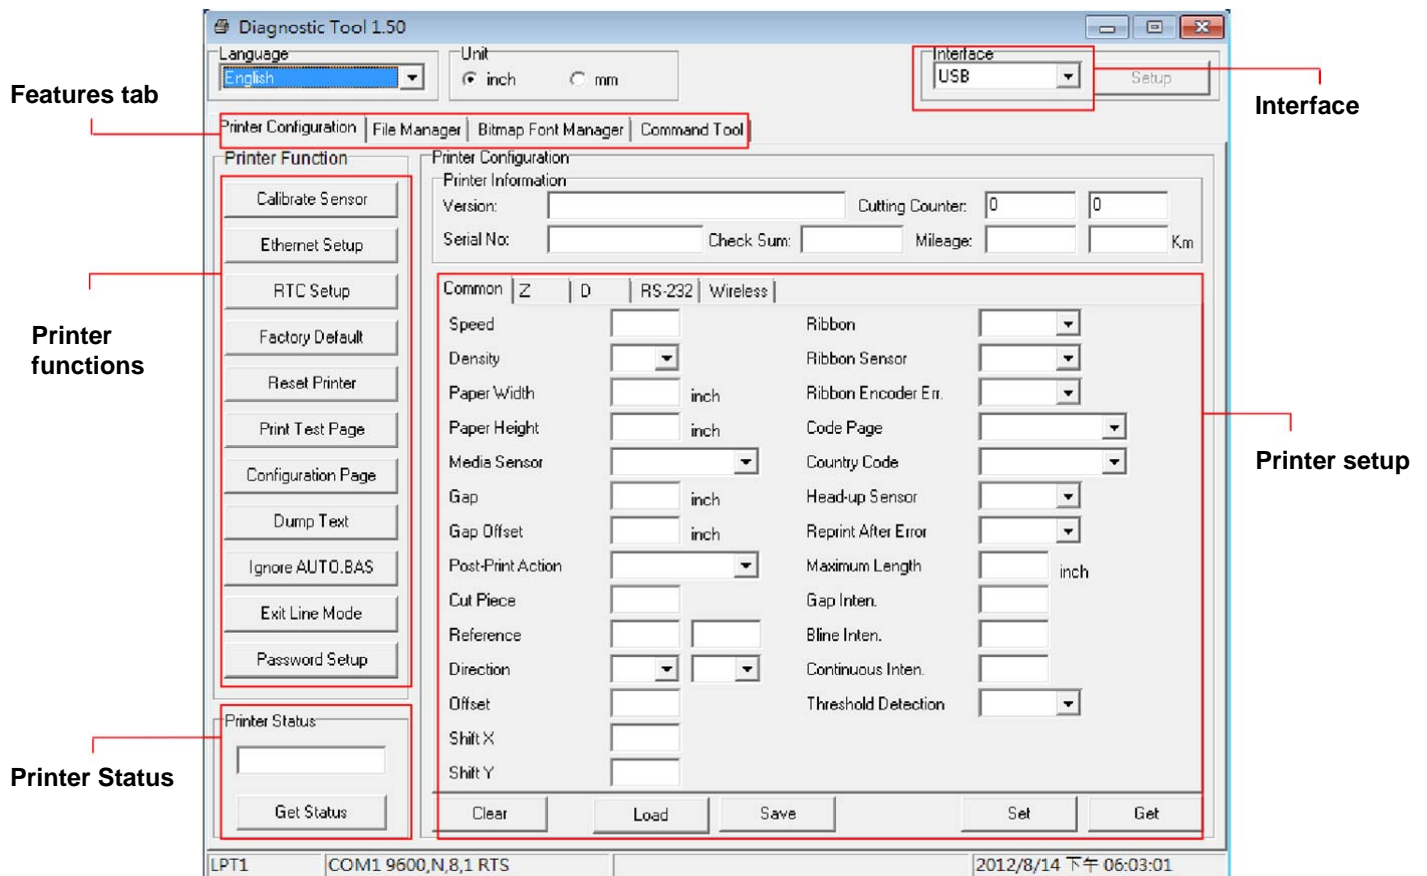 Diagnostic Tool 1.50
Language
English
Unit
inch
mm
Interface
USB
Setup
Features tab
Interface
Printer Configuration
File Manager
Bitmap Font Manager
Command Tool
Printer Function
Calibrate Sensor
Ethernet Setup
RTC Setup
Factory Default
Reset Printer
Print Test Page
Configuration Page
Dump Text
Ignore AUTO.BAS
Exit Line Mode
Password Setup
Printer
functions
Printer Status
Get Status
Printer Status
Printer Configuration
Printer Information
Version:
Cutting Counter:
0
0
Serial No:
Check Sum:
Mileage:
Km
Common
Z
D
RS-232
Wireless
Speed
Ribbon
Density
Ribbon Sensor
Paper Width
inch
Ribbon Encoder Err.
Paper Height
inch
Code Page
Media Sensor
Country Code
Gap
inch
Head-up Sensor
Gap Offset
inch
Reprint After Error
Post-Print Action
Maximum Length
inch
Cut Piece
Gap Inten.
Reference
Bline Inten.
Direction
Continuous Inten.
Offset
Threshold Detection
Shift X
Shift Y
Clear
Load
Save
Set
Get
Printer setup
LPT1
COM1 9600,N,8,1 RTS
2012/8/14 下午 06:03:01